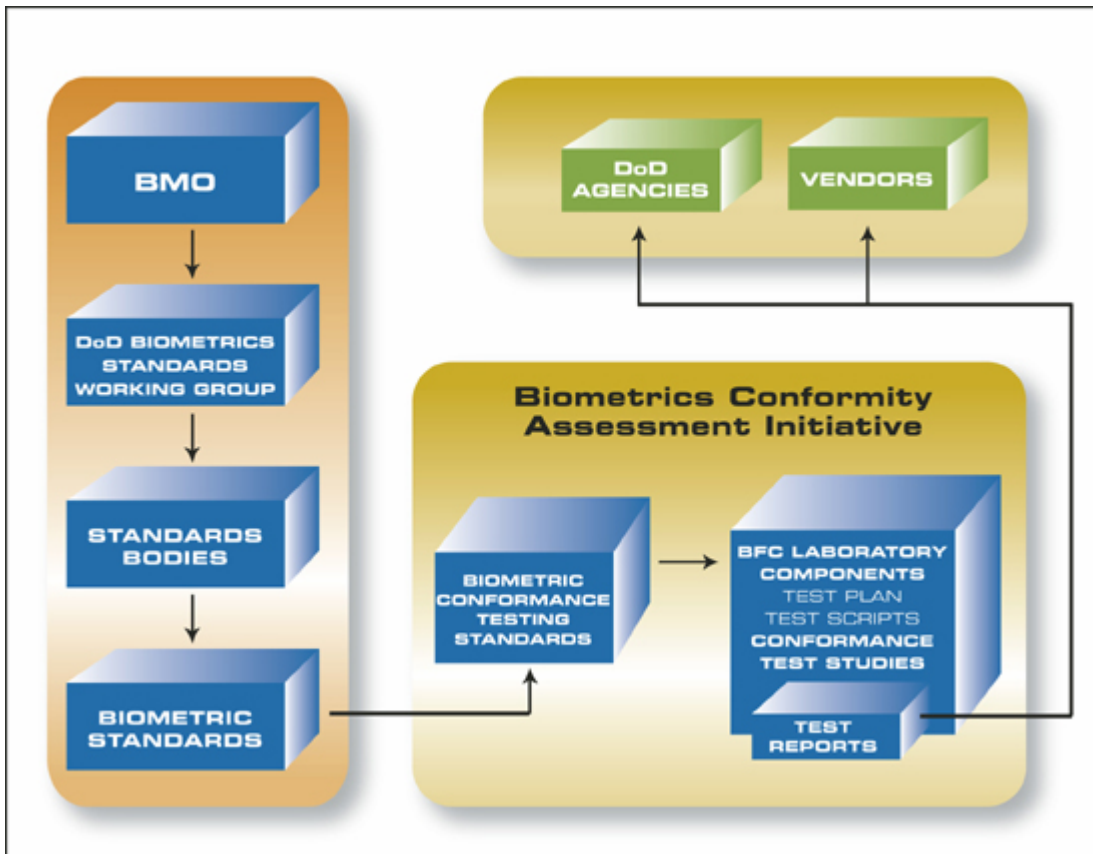 BMO
DoD BIOMETRICS
STANDARDS
WORKING GROUP
STANDARDS
BODIES
BIOMETRIC
STANDARDS
DoD
AGENCIES
VENDORS
Biometrics Conformity
Assessment Initiative
BIOMETRIC
CONFORMANCE
TESTING
STANDARDS
BFC LABORATORY
COMPONENTS
TEST PLAN
TEST SCRIPTS
CONFORMANCE
TEST STUDIES
TEST
REPORTS